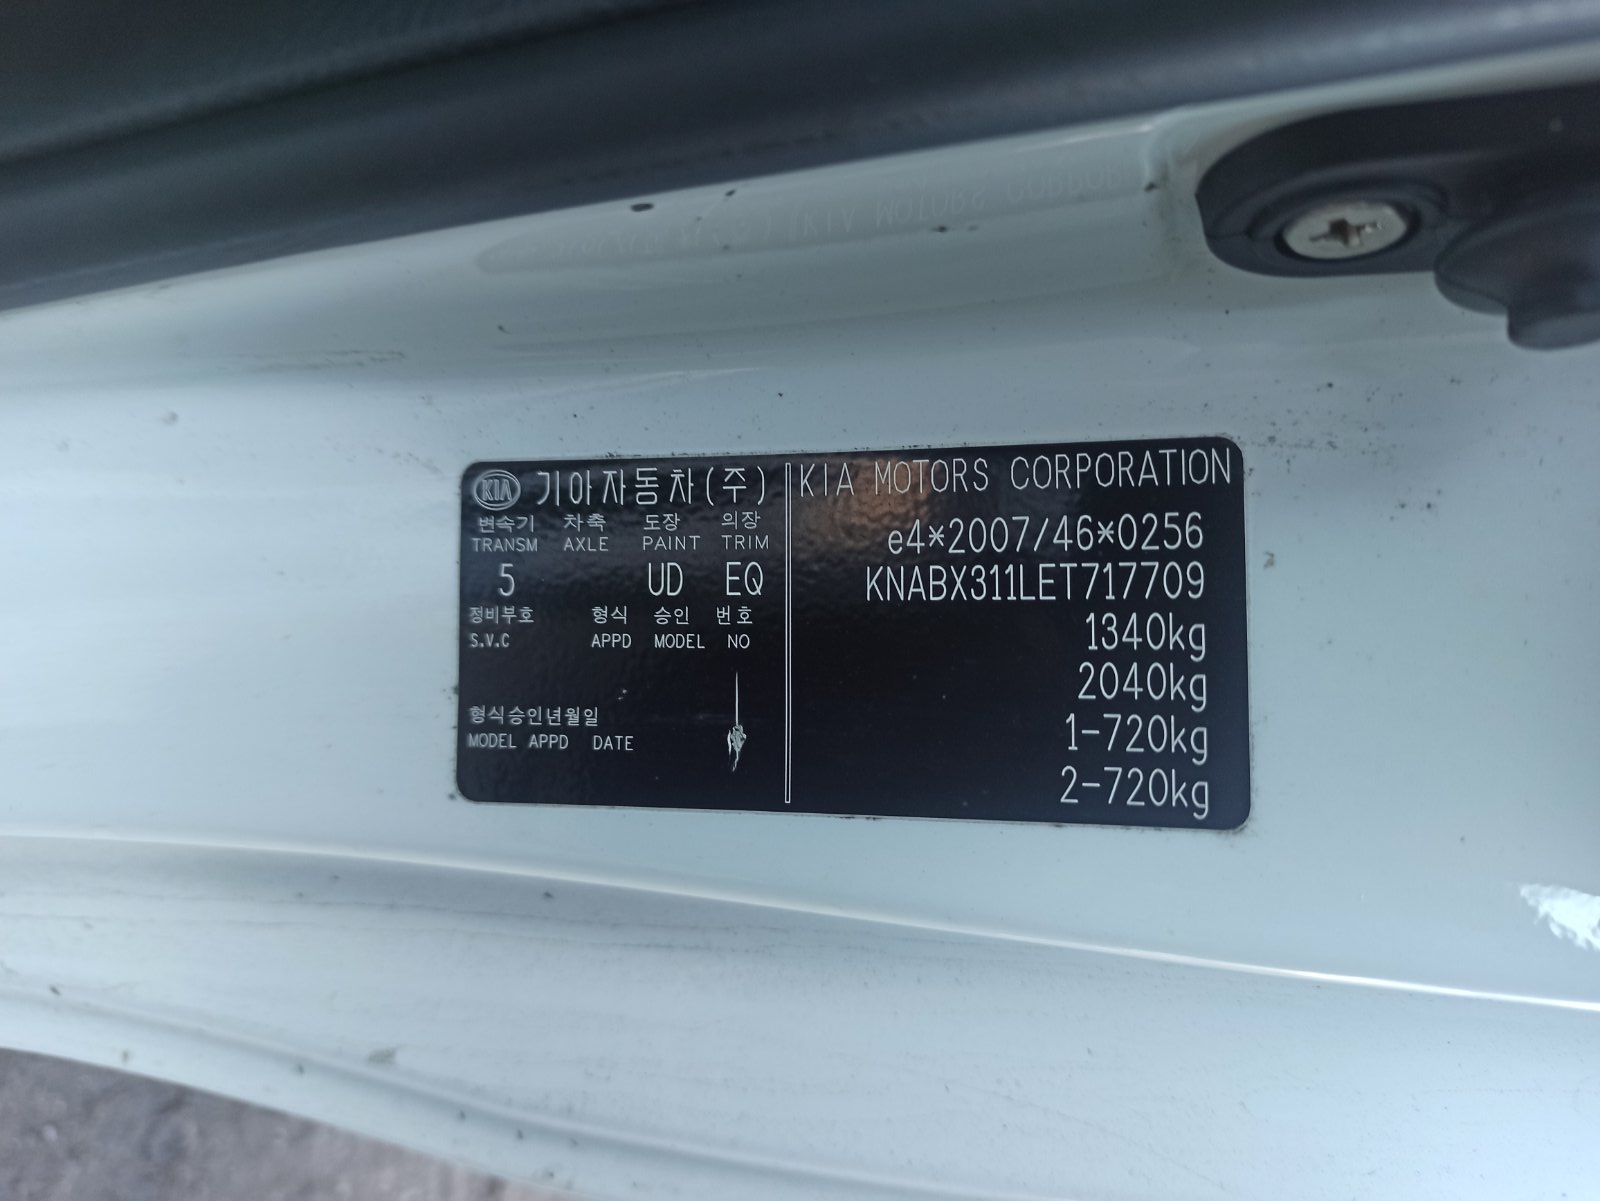 KIA 기아자동차(주)
변속기 차축 도장 의장
TRANSM AXLE PAINT TRIM
5 UD EQ
정비부호 형식 승인 번호
S.V.C APPD MODEL NO
형식승인년월일
MODEL APPD DATE
KIA MOTORS CORPORATION
e4*2007/46*0256
KNABX311LET717709
1340kg
2040kg
1-720kg
2-720kg